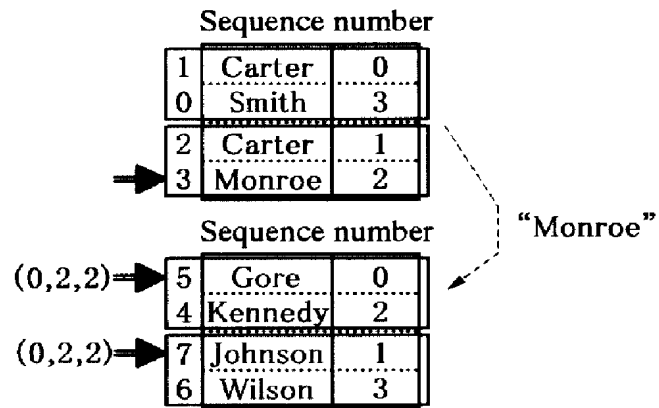 Sequence number
1 Carter 0
0 Smith 3
2 Carter 1
3 Monroe 2
"Monroe"
Sequence number
(0,2,2) 5 Gore 0
4 Kennedy 2
(0,2,2) 7 Johnson 1
6 Wilson 3